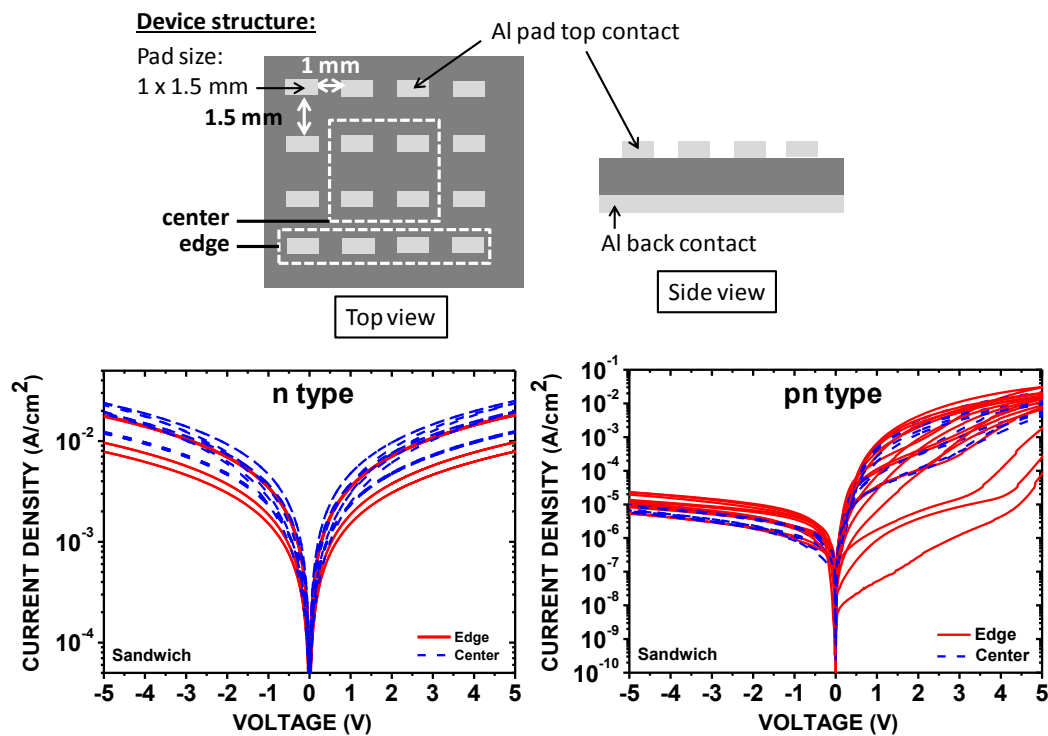 Device structure:
Pad size:
1 x 1.5 mm
1 mm
1.5 mm
Al pad top contact
center
edge
Top view
Al back contact
Side view
n type
CURRENT DENSITY (A/cm²)
10⁻²
10⁻³
10⁻⁴
Sandwich
Edge
Center
-5 -4 -3 -2 -1 0 1 2 3 4 5
VOLTAGE (V)
pn type
CURRENT DENSITY (A/cm²)
10⁻¹
10⁻²
10⁻³
10⁻⁴
10⁻⁵
10⁻⁶
10⁻⁷
10⁻⁸
10⁻⁹
10⁻¹⁰
Sandwich
Edge
Center
-5 -4 -3 -2 -1 0 1 2 3 4 5
VOLTAGE (V)